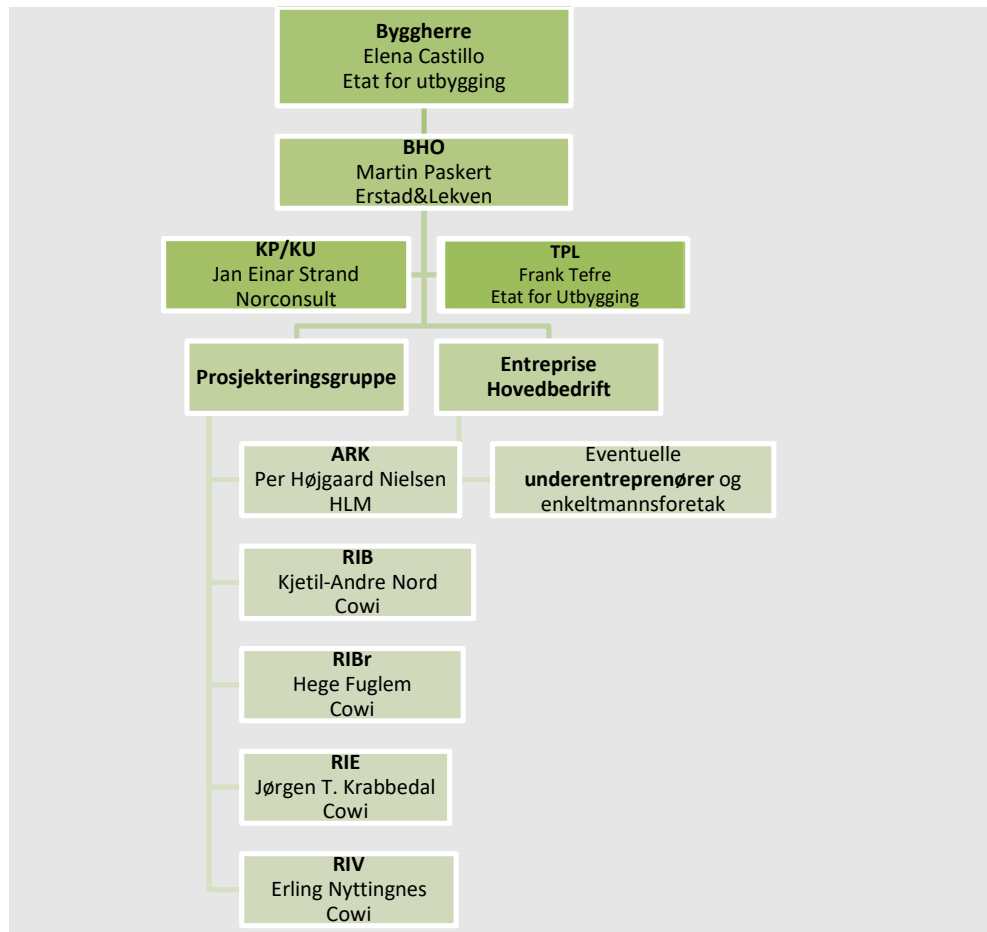 Byggherre
Elena Castillo
Etat for utbygging
BHO
Martin Paskert
Erstad&Lekven
KP/KU
Jan Einar Strand
Norconsult
TPL
Frank Tefre
Etat for Utbygging
Prosjekteringsgruppe
Entreprise
Hovedbedrift
ARK
Per Højgaard Nielsen
HLM
Eventuelle
underentreprenører og
enkeltmannsforetak
RIB
Kjetil-Andre Nord
Cowi
RIBr
Hege Fuglem
Cowi
RIE
Jørgen T. Krabbedal
Cowi
RIV
Erling Nyttingnes
Cowi